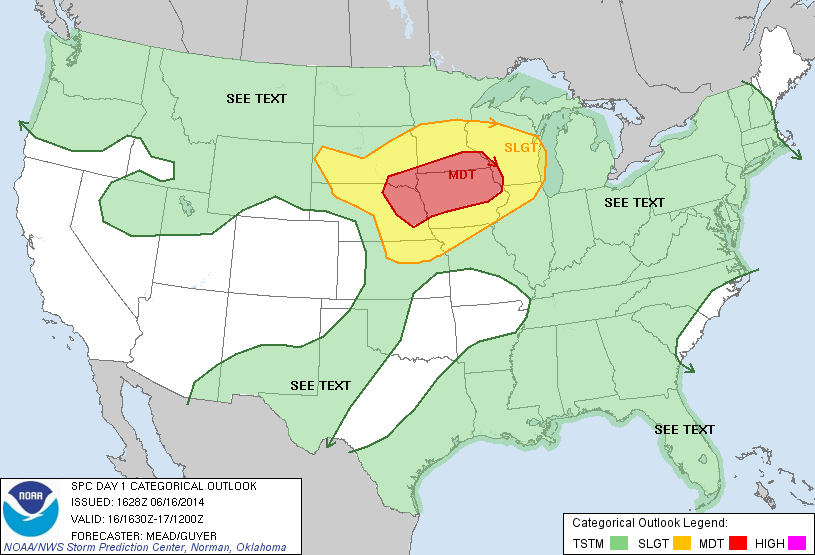 SEE TEXT
SLGT
MDT
SEE TEXT
SEE TEXT
SEE TEXT
NOAA
SPC DAY 1 CATEGORICAL OUTLOOK
ISSUED: 1628Z 06/16/2014
VALID: 16/1630Z-17/1200Z
FORECASTER: MEAD/GUYER
NOAA/NWS Storm Prediction Center, Norman, Oklahoma
Categorical Outlook Legend:
TSTM SLGT MDT HIGH